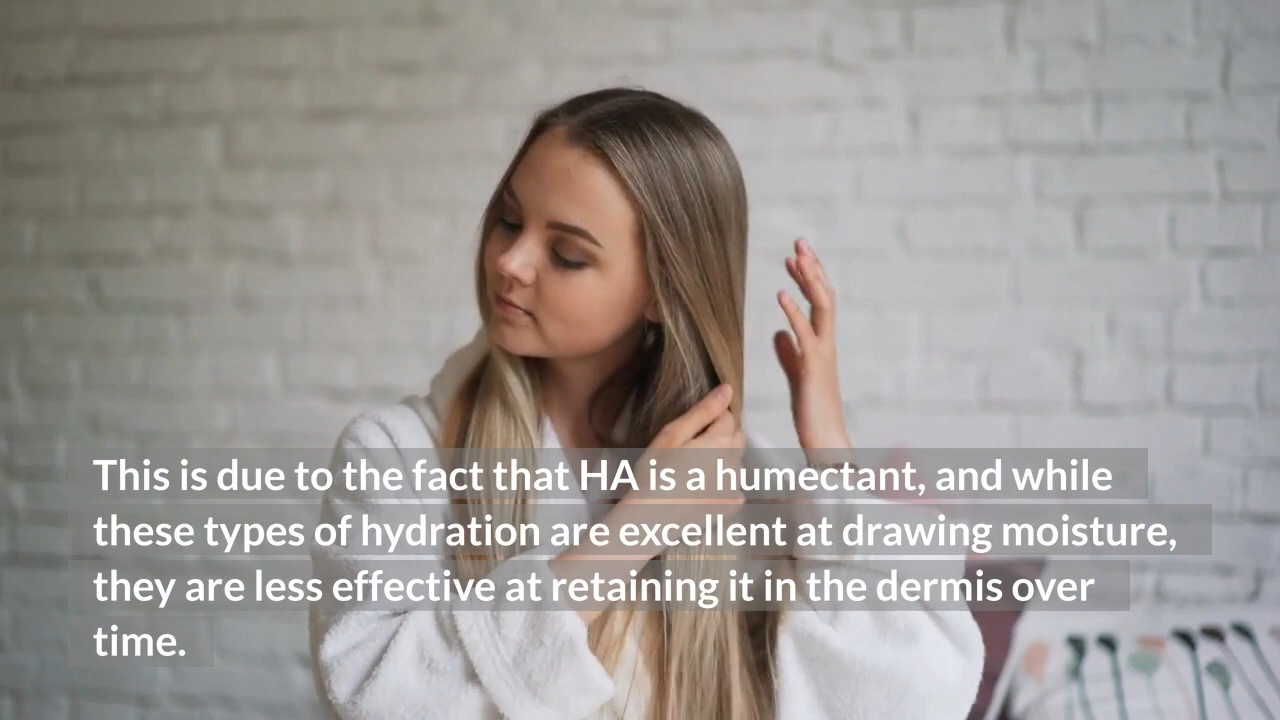 This is due to the fact that HA is a humectant, and while
these types of hydration are excellent at drawing moisture,
they are less effective at retaining it in the dermis over
time.